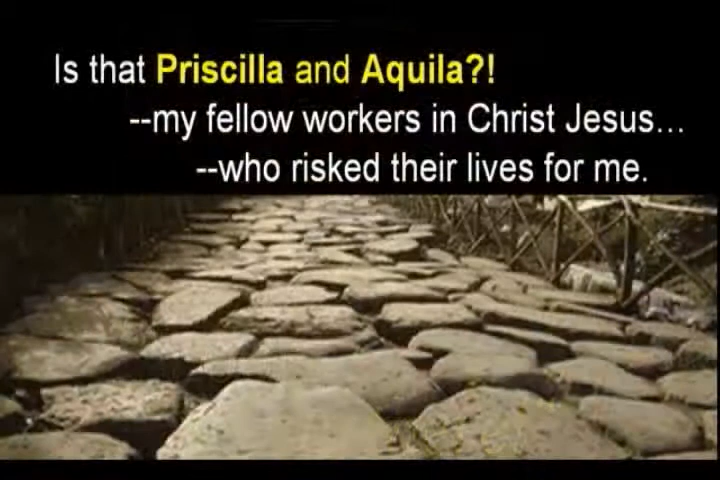 Is that Priscilla and Aquila?!
--my fellow workers in Christ Jesus…
--who risked their lives for me.